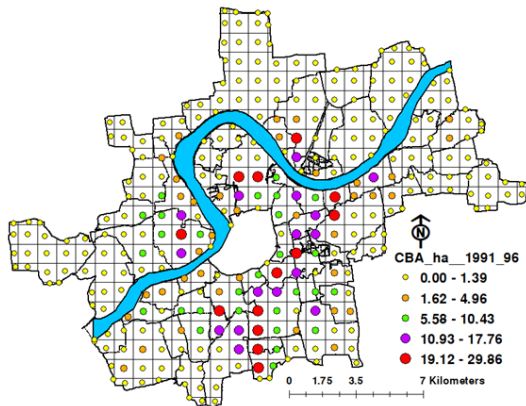 N
CBA_ha__1991_96
0.00 - 1.39
1.62 - 4.96
5.58 - 10.43
10.93 - 17.76
19.12 - 29.86
0 1.75 3.5 7 Kilometers